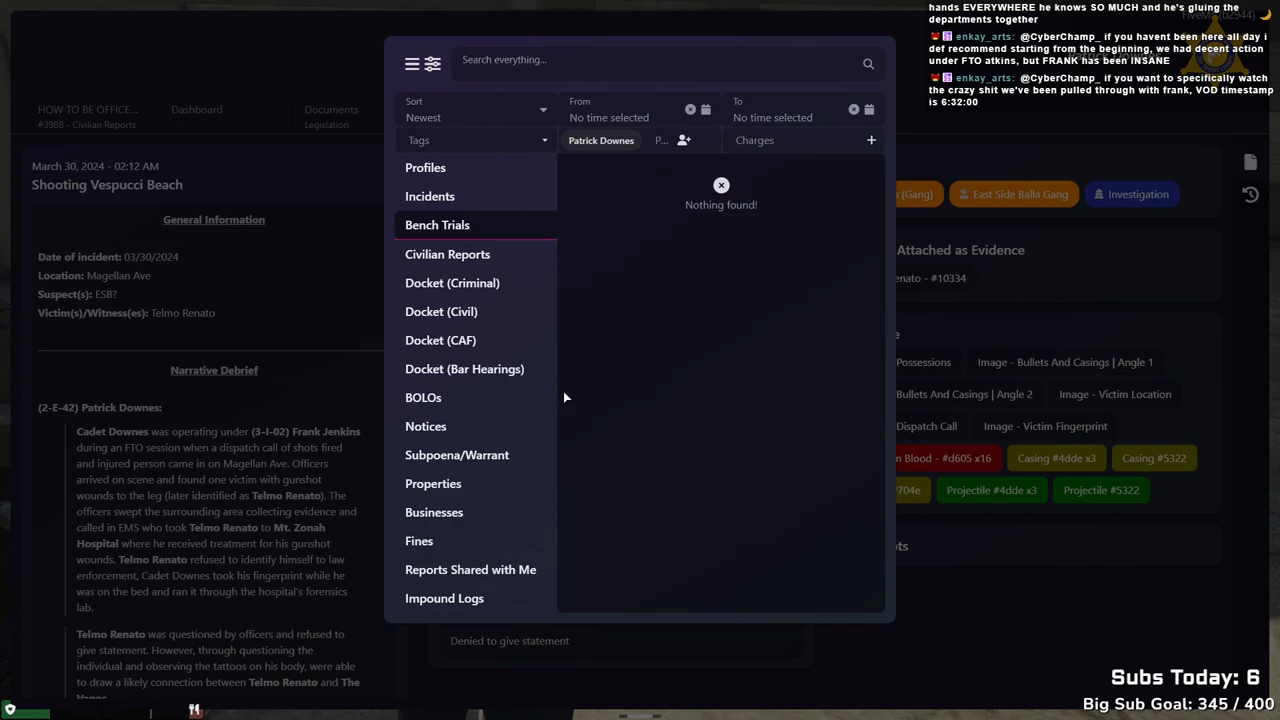 hands EVERYWHERE he knows SO MUCH and he's gluing the
departments together
enkay_arts: @CyberChamp_ if you havent been here all day i
def recommend starting from the beginning, we had decent action
under FTO atkins, but FRANK has been INSANE
enkay_arts: @CyberChamp_ if you want to specifically watch
the crazy shit we've been pulled through with frank, VOD timestamp
is 6:32:00
HOW TO BE OFFICE...
#3988 - Civilian Reports
Dashboard
Documents
Legislation
March 30, 2024 - 02:12 AM
Shooting Vespucci Beach
General Information
Date of incident: 03/30/2024
Location: Magellan Ave
Suspect(s): ESB?
Victim(s)/Witness(es): Telmo Renato
Narrative Debrief
(2-E-42) Patrick Downes:
Cadet Downes was operating under (3-I-02) Frank Jenkins
during an FTO session when a dispatch call of shots fired
and injured person came in on Magellan Ave. Officers
arrived on scene and found one victim with gunshot
wounds to the leg (later identified as Telmo Renato). The
officers swept the surrounding area collecting evidence and
called in EMS who took Telmo Renato to Mt. Zonah
Hospital where he received treatment for his gunshot
wounds. Telmo Renato refused to identify himself to law
enforcement, Cadet Downes took his fingerprint while he
was on the bed and ran it through the hospital's forensics
lab.
Telmo Renato was questioned by officers and refused to
give statement. However, through questioning the
individual and observing the tattoos on his body, were able
to draw a likely connection between Telmo Renato and The
Vagos
Search everything...
Sort
Newest
From
No time selected
To
No time selected
Tags
Patrick Downes
P...
Charges
Profiles
Incidents
Bench Trials
Civilian Reports
Docket (Criminal)
Docket (Civil)
Docket (CAF)
Docket (Bar Hearings)
BOLOs
Notices
Subpoena/Warrant
Properties
Businesses
Fines
Reports Shared with Me
Impound Logs
Nothing found!
Denied to give statement
(Gang)
East Side Balla Gang
Investigation
Attached as Evidence
enato - #10334
Possessions
Image - Bullets And Casings | Angle 1
Bullets And Casings | Angle 2
Image - Victim Location
Dispatch Call
Image - Victim Fingerprint
n Blood - #d605 x16
Casing #4dde x3
Casing #5322
#704e
Projectile #4dde x3
Projectile #5322
Subs Today: 6
Big Sub Goal: 345 / 400